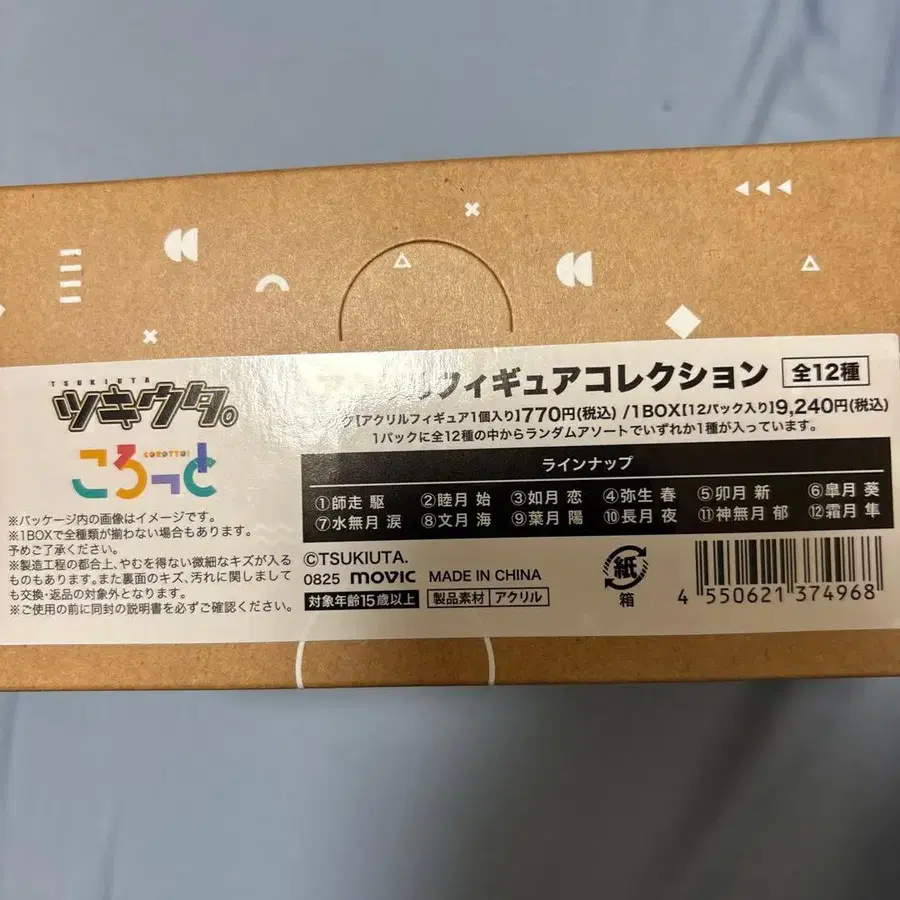 TSUKIUTA
ツキウタ。
COROTTO!
ころっと
フィギュアコレクション 全12種
【アクリルフィギュア1個入り】770円(税込) /1BOX【12パック入り】9,240円(税込)
1パックに全12種の中からランダムアソートでいずれか1種が入っています。
ラインナップ
①師走 駆 ②睦月 始 ③如月 恋 ④弥生 春 ⑤卯月 新 ⑥皐月 葵
⑦水無月 涙 ⑧文月 海 ⑨葉月 陽 ⑩長月 夜 ⑪神無月 郁 ⑫霜月 隼
※パッケージ内の画像はイメージです。
※1BOXで全種類が揃わない場合もあります。
予めご了承ください。
※製造工程の都合上、やむを得ない微細なキズが入る
ものもあります。また裏面のキズ、汚れに関しまして
も交換・返品の対象外となります。
※ご使用の前に同封の説明書を必ずご確認ください。
©TSUKIUTA.
0825 movic MADE IN CHINA
対象年齢15歳以上 製品素材 アクリル
紙
箱
4 550621 374968